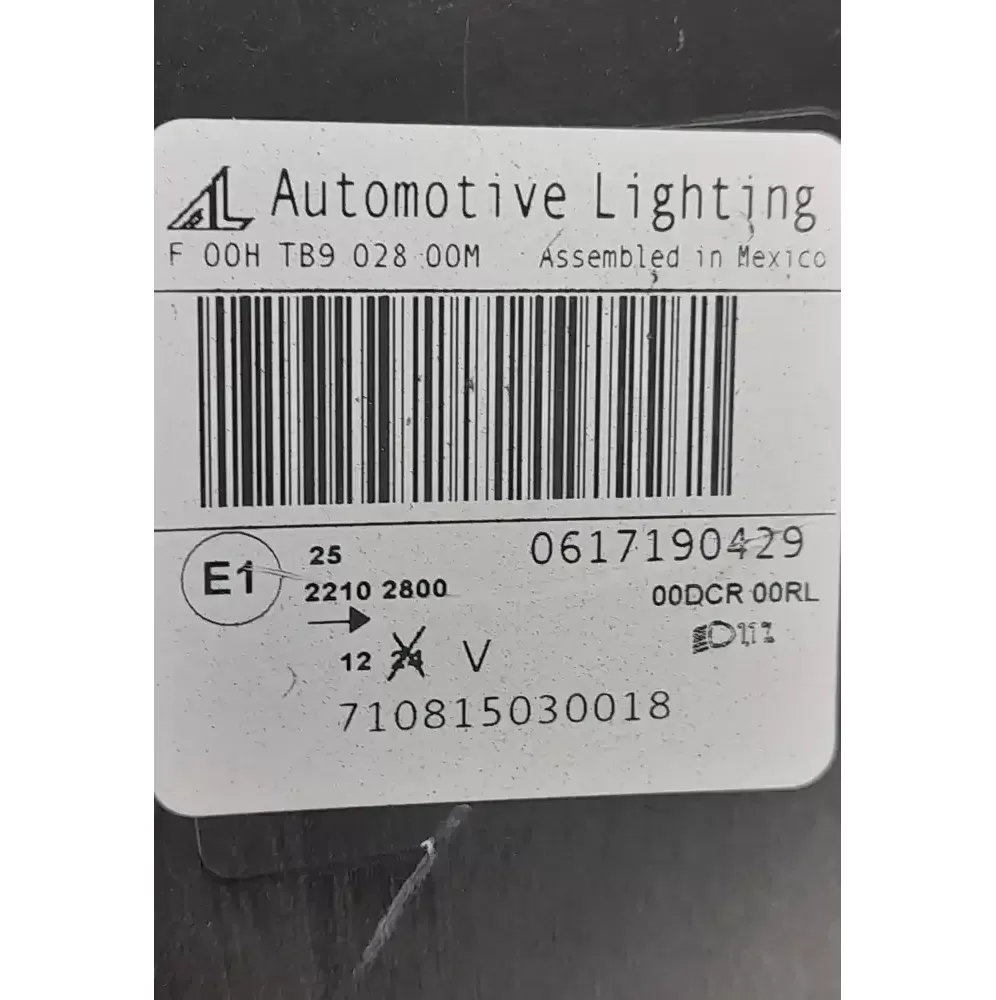 AL Automotive Lighting
F 00H TB9 028 00M Assembled in Mexico
E1 25 0617190429
2210 2800 00DCR 00RL
12 24 V
710815030018